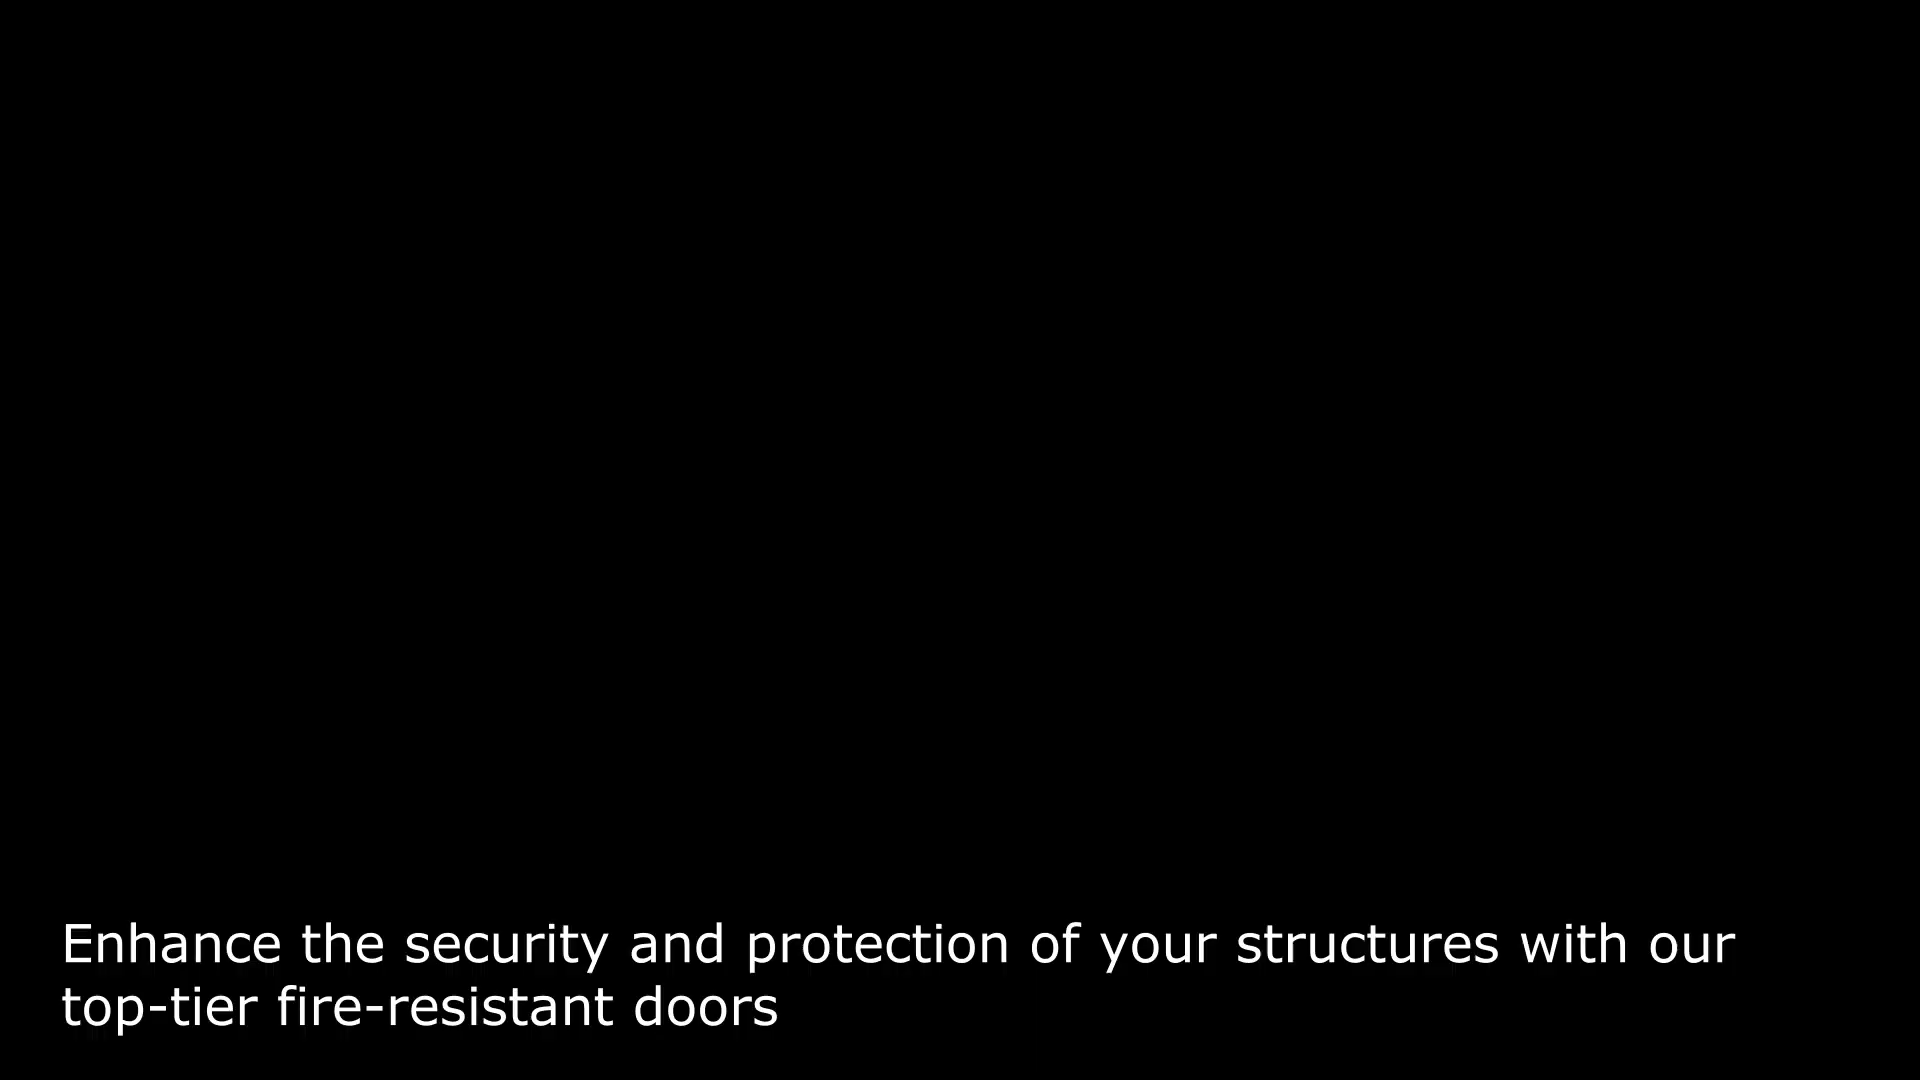 Enhance the security and protection of your structures with our
top-tier fire-resistant doors